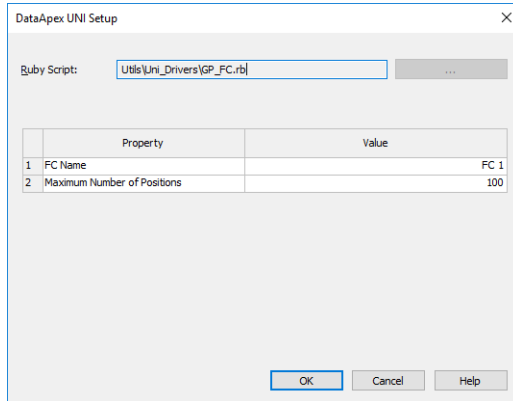 DataApex UNI Setup
Ruby Script: Utils\Uni_Drivers\GP_FC.rb ...
Property Value
1 FC Name FC 1
2 Maximum Number of Positions 100
OK Cancel Help